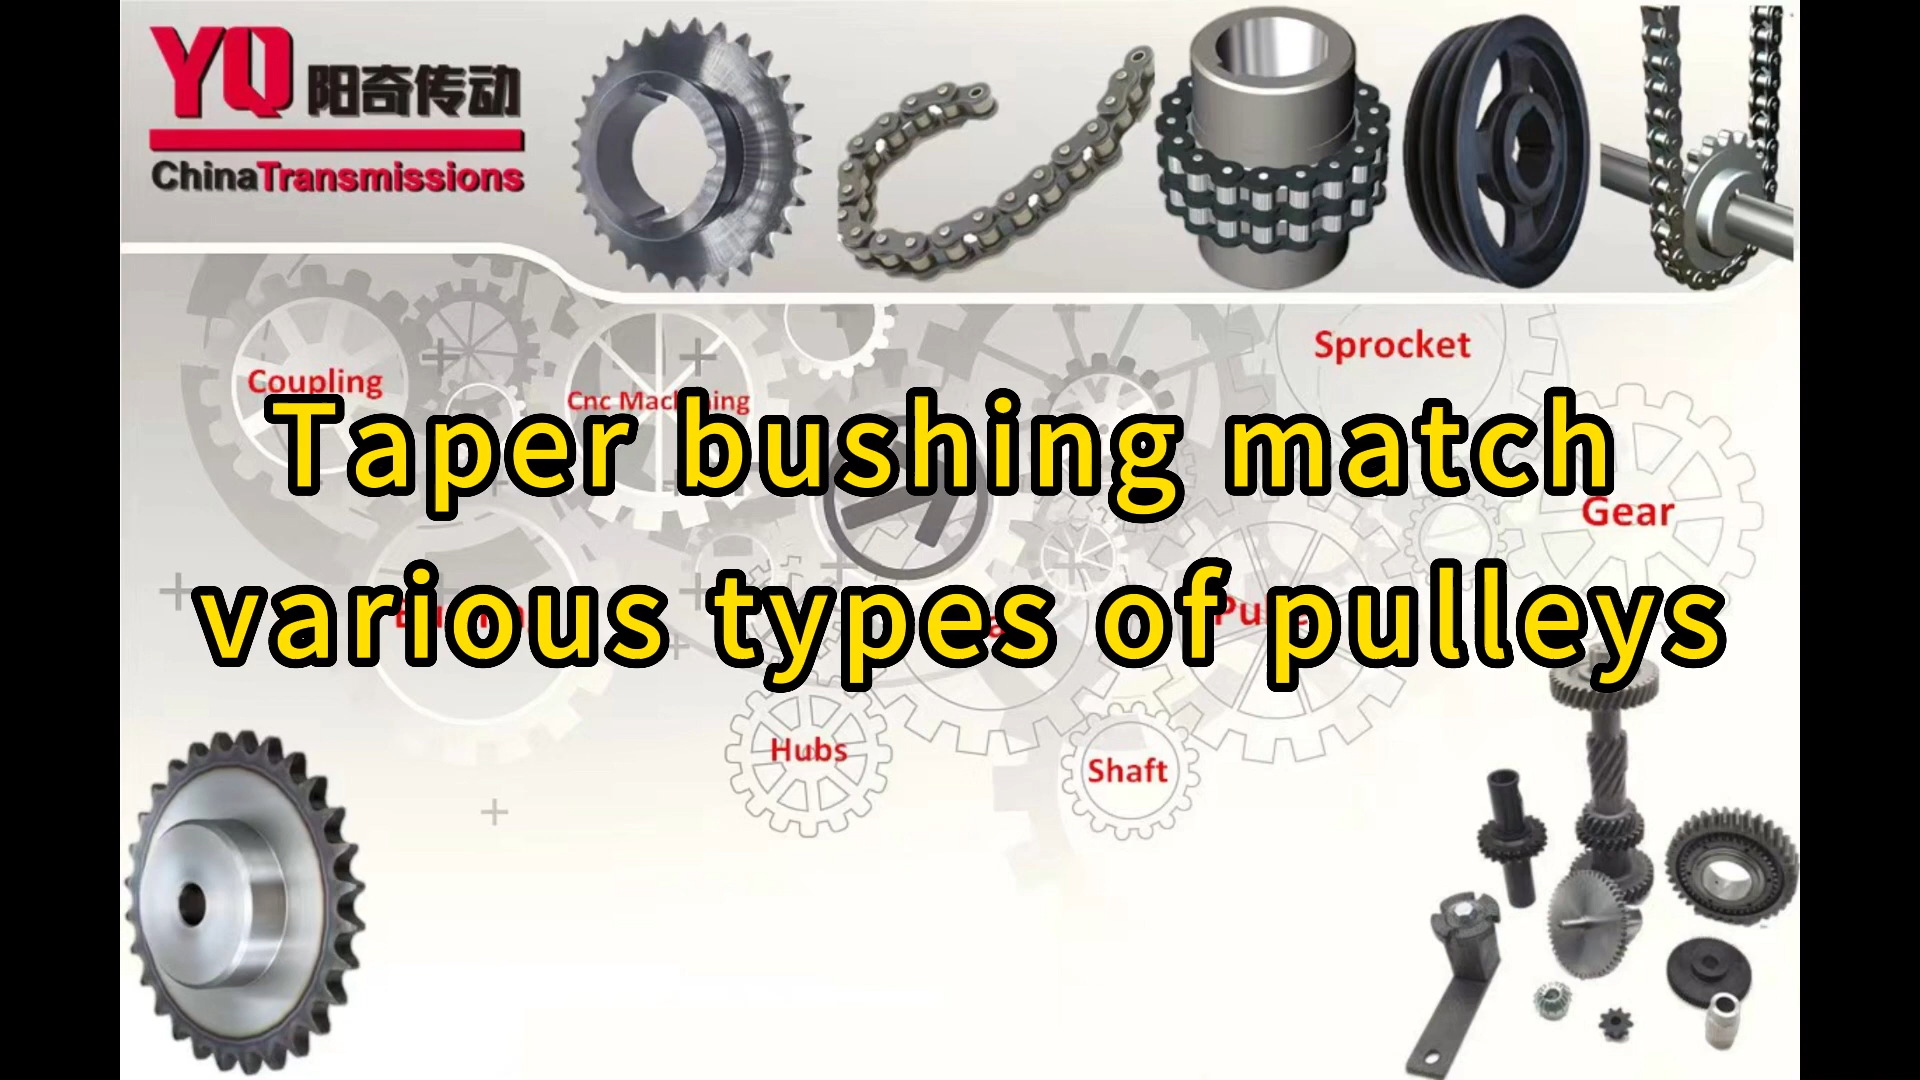 YQ 阳奇传动
ChinaTransmissions
Sprocket
Coupling
Taper bushing match
Gear
various types of pulleys
Hubs
Shaft